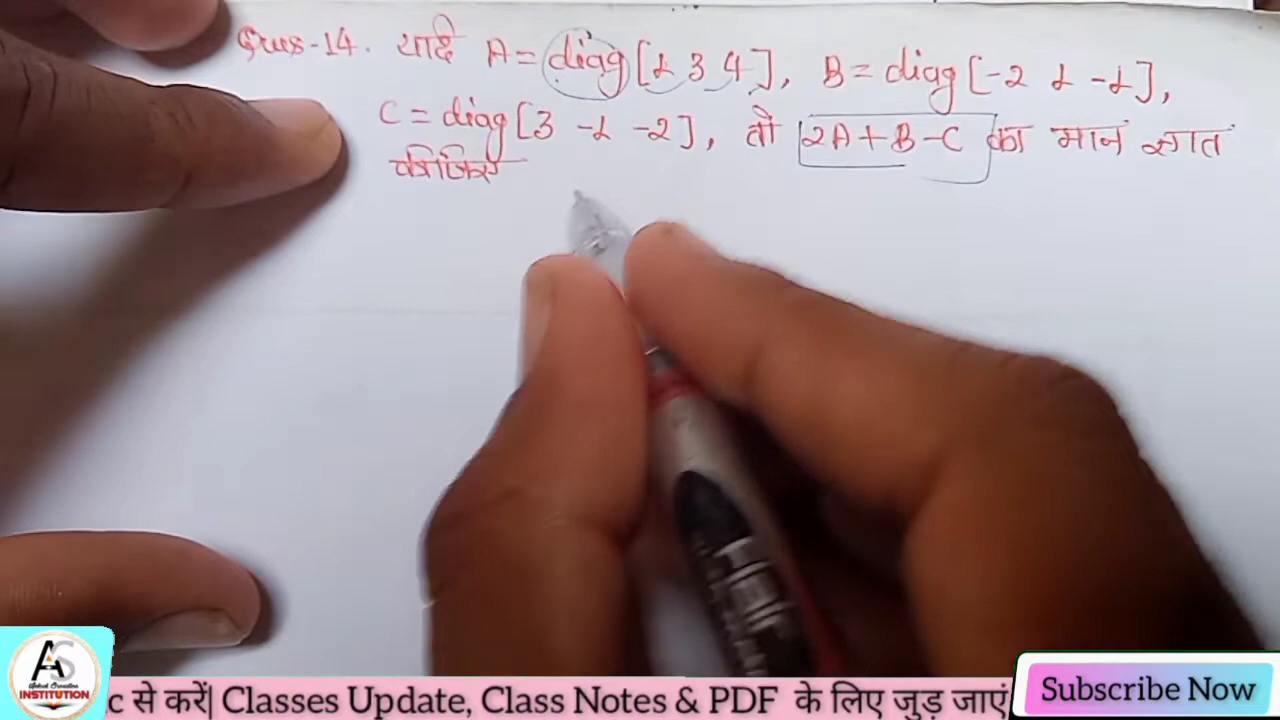 Ques-14. यदि A = diag[1 3 4], B = diag[-2 1 -1],
C = diag[3 -1 -2], तो 2A+B-C का मान ज्ञात
कीजिए
AS
INSTITUTION
c से करें| Classes Update, Class Notes & PDF के लिए जुड़ जाएं
Subscribe Now